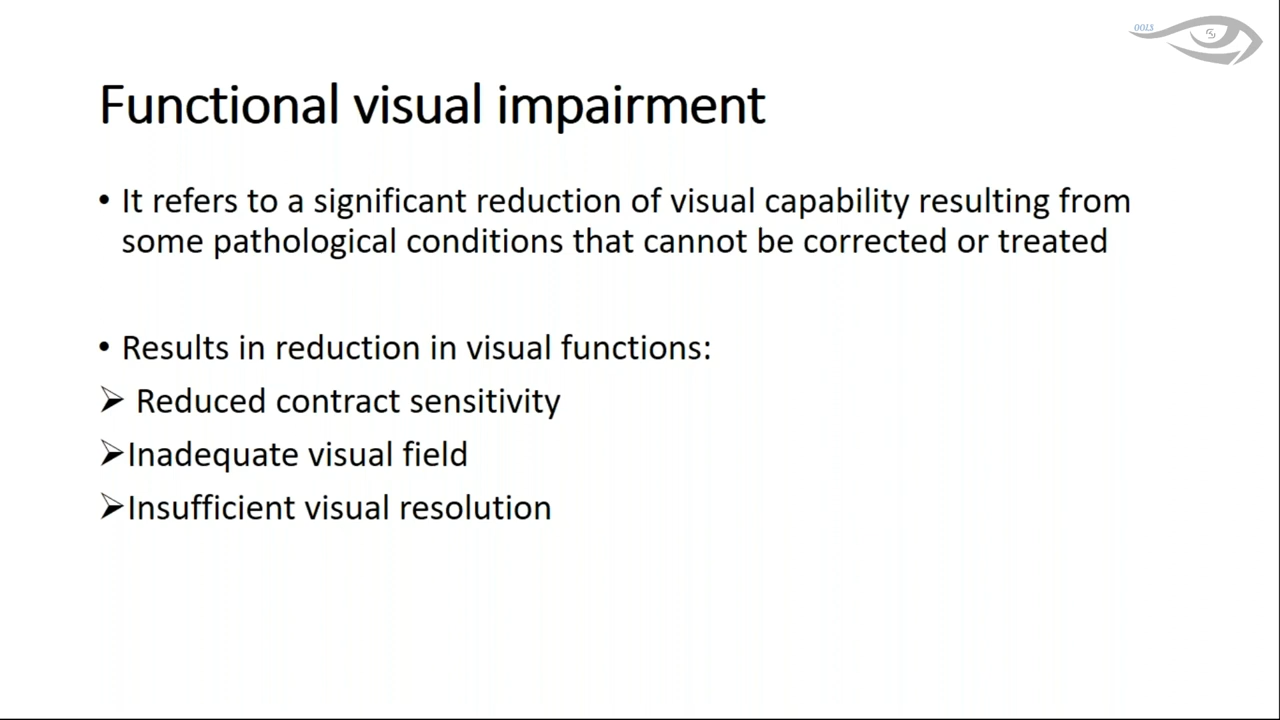 OOLS
Functional visual impairment
• It refers to a significant reduction of visual capability resulting from
some pathological conditions that cannot be corrected or treated
• Results in reduction in visual functions:
➢ Reduced contract sensitivity
➢Inadequate visual field
➢Insufficient visual resolution